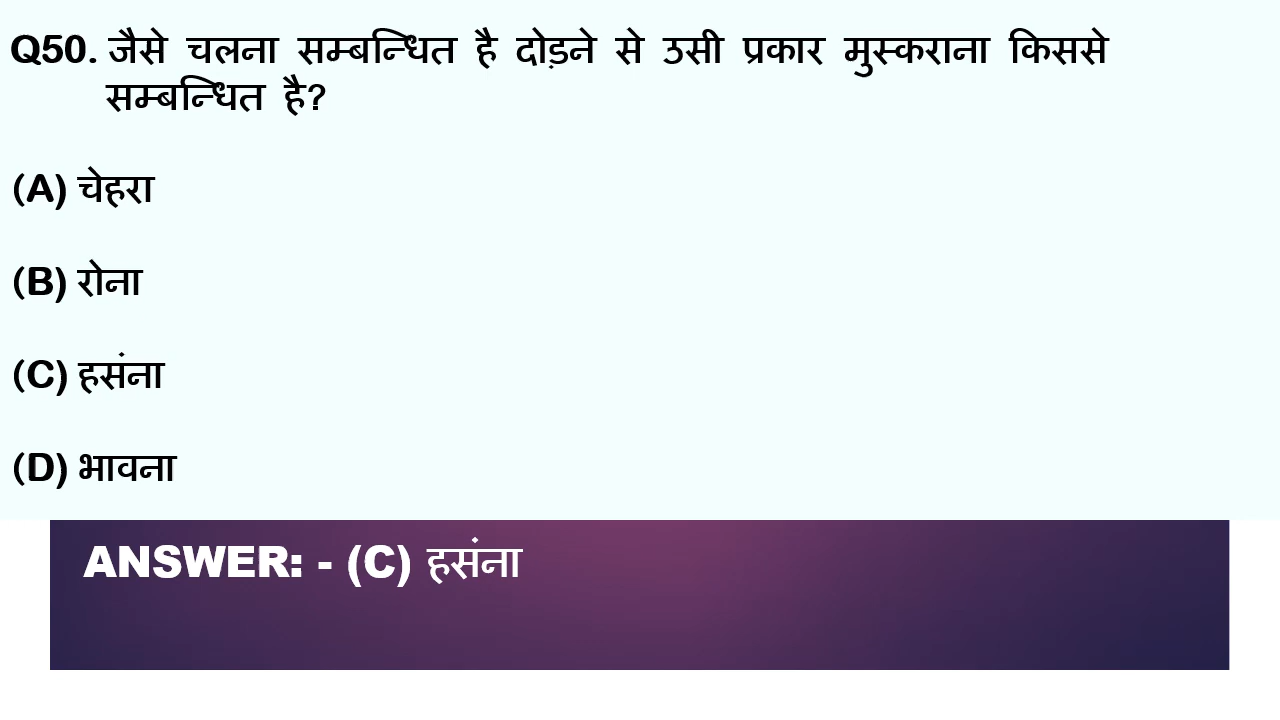 Q50. जैसे चलना सम्बन्धित है दोड़ने से उसी प्रकार मुस्कराना किससे
सम्बन्धित है?
(A) चेहरा
(B) रोना
(C) हसंना
(D) भावना
ANSWER: - (C) हसंना